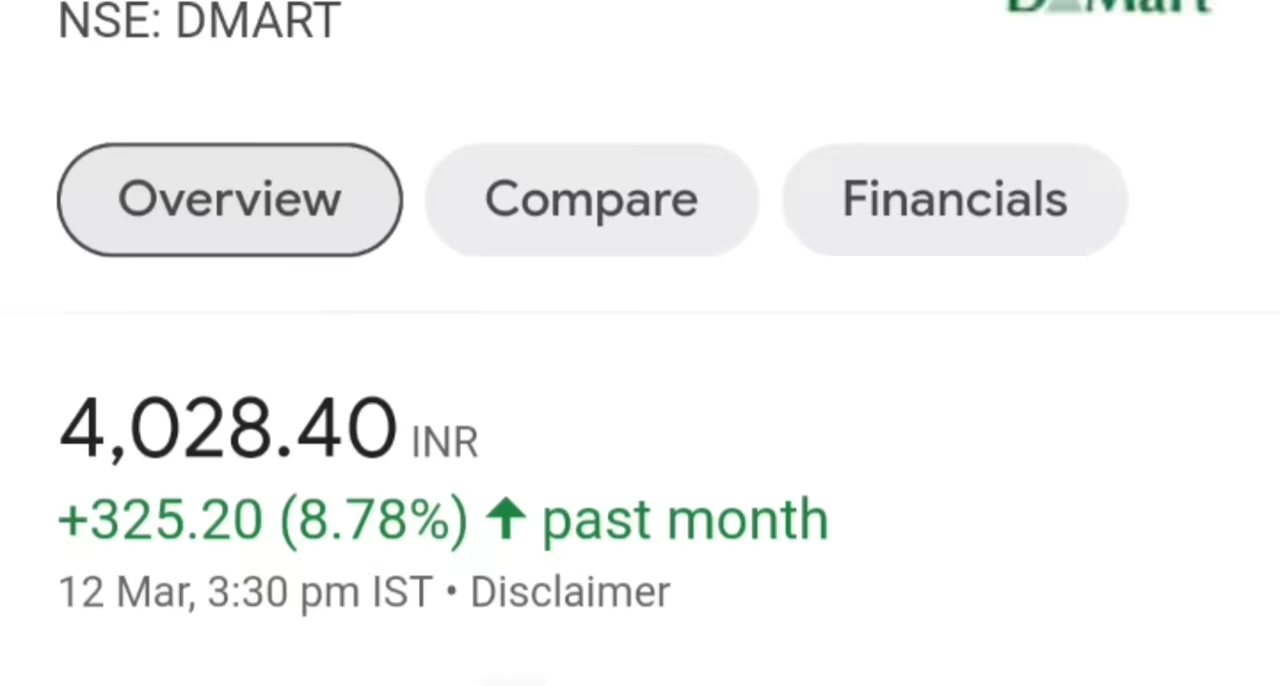 NSE: DMART
Overview
Compare
Financials
4,028.40 INR
+325.20 (8.78%) ↑ past month
12 Mar, 3:30 pm IST • Disclaimer